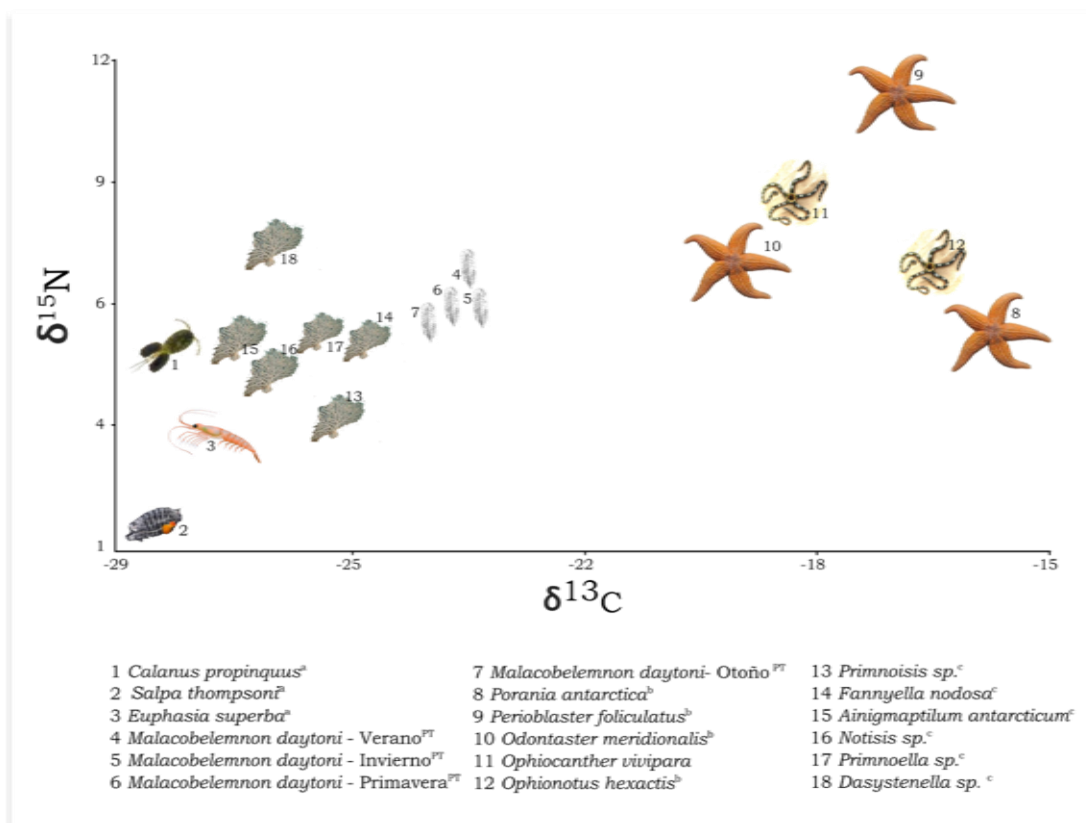 12
9
9
11
18
10
12
δ15N
4
6
6
5
7
8
14
17
15
16
1
13
4
3
2
1
-29
-25
-22
-18
-15
δ13C
1 Calanus propinquusª
2 Salpa thompsoniª
3 Euphasia superbaª
4 Malacobelemnon daytoni - Veranoᴾᵀ
5 Malacobelemnon daytoni - Inviernoᴾᵀ
6 Malacobelemnon daytoni - Primaveraᴾᵀ
7 Malacobelemnon daytoni- Otoño ᴾᵀ
8 Porania antarcticaᵇ
9 Perioblaster foliculatusᵇ
10 Odontaster meridionalisᵇ
11 Ophiocanther vivipara
12 Ophionotus hexactisᵇ
13 Primnoisis sp.ᶜ
14 Fannyella nodosaᶜ
15 Ainigmaptilum antarcticumᶜ
16 Notisis sp.ᶜ
17 Primnoella sp.ᶜ
18 Dasystenella sp. ᶜ